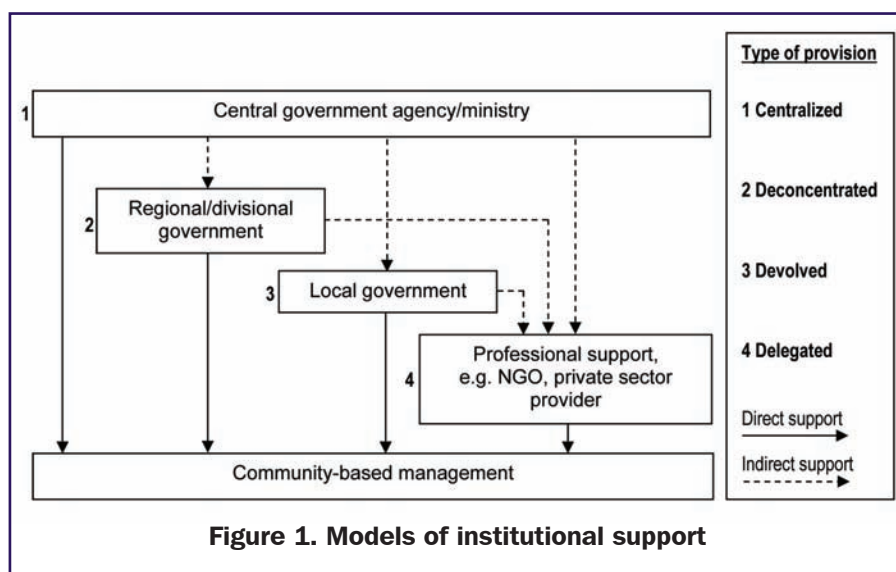 1 Central government agency/ministry
2 Regional/divisional
government
3 Local government
4 Professional support,
e.g. NGO, private sector
provider
Community-based management
Type of provision
1 Centralized
2 Deconcentrated
3 Devolved
4 Delegated
Direct support
Indirect support
Figure 1. Models of institutional support